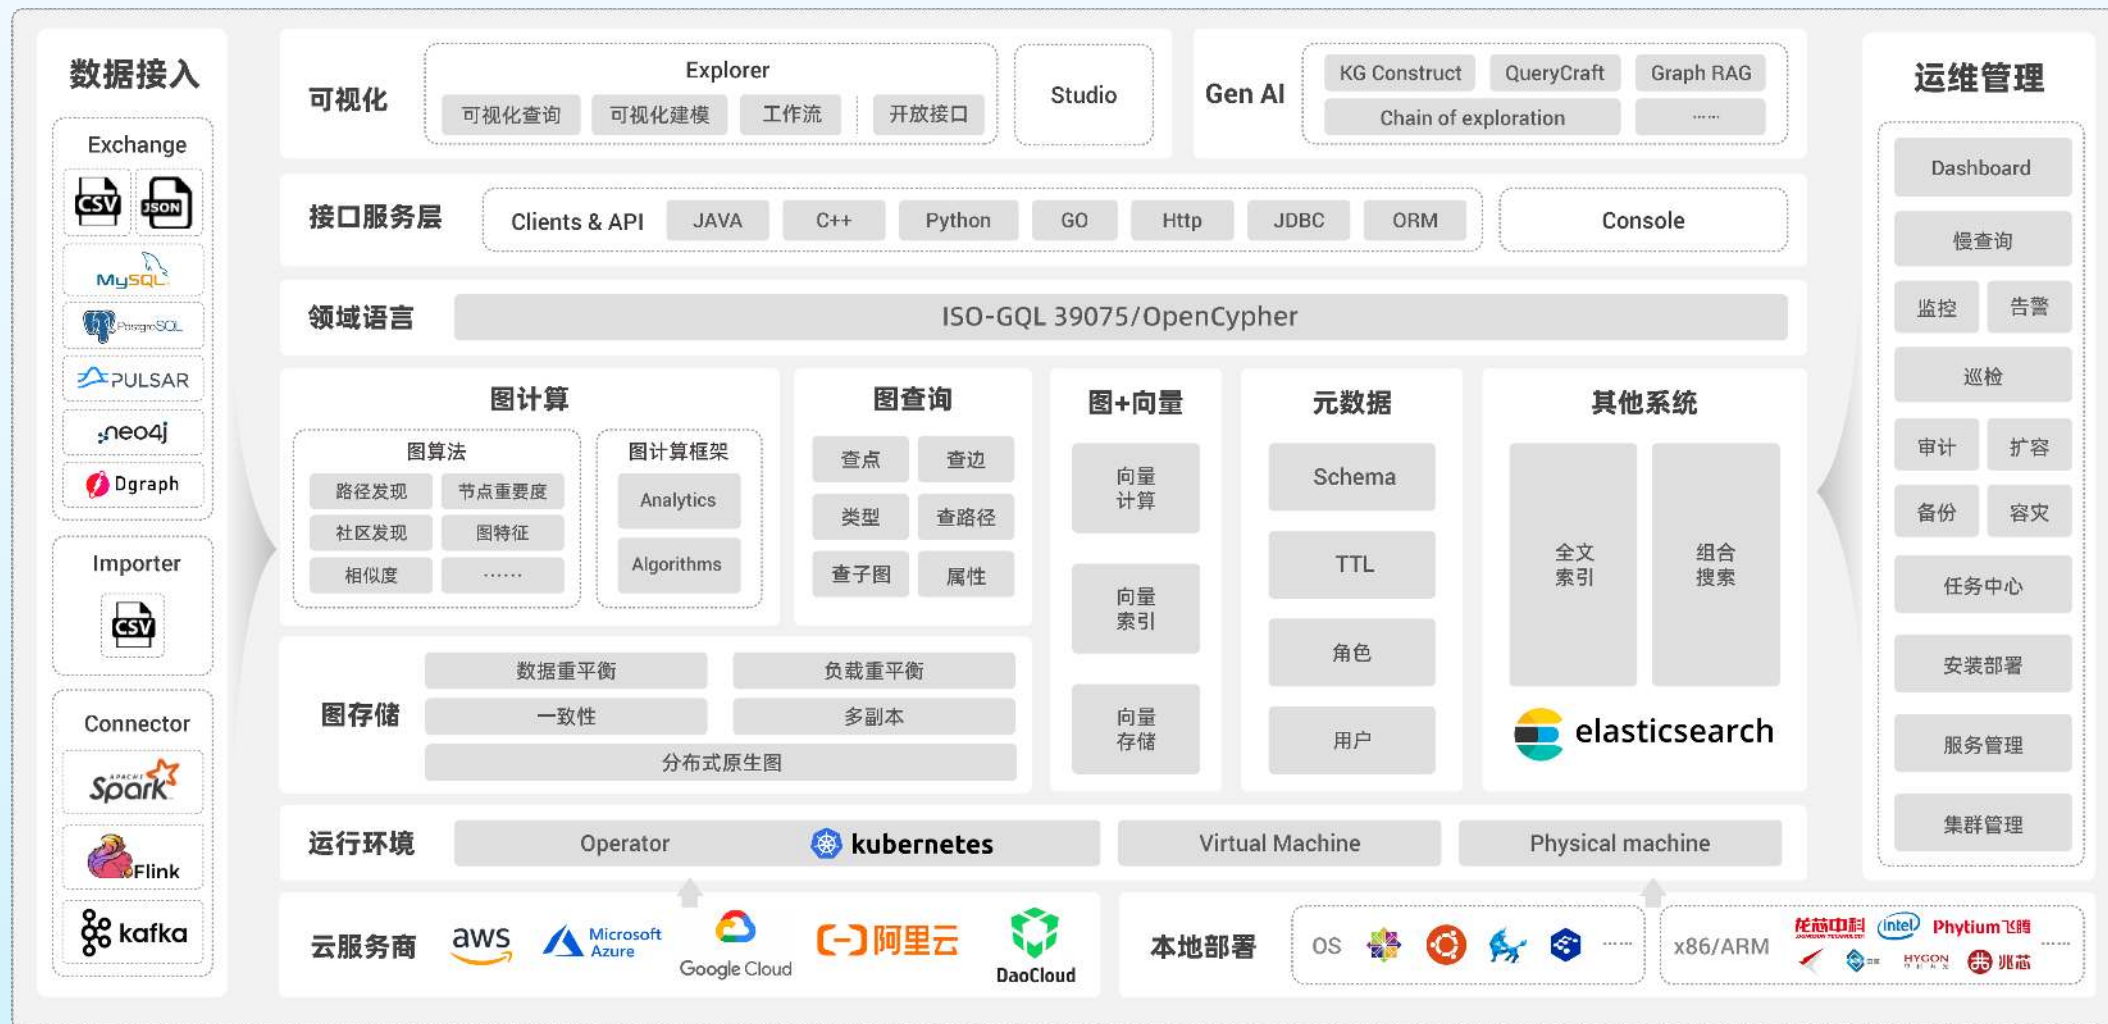 数据接入
Exchange
CSV
JSON
MySQL
PostgreSQL
PULSAR
neo4j
Dgraph
Importer
CSV
Connector
APACHE
Spark
Flink
kafka
可视化
Explorer
可视化查询
可视化建模
工作流
开放接口
Studio
Gen AI
KG Construct
QueryCraft
Graph RAG
Chain of exploration
……
接口服务层
Clients & API
JAVA
C++
Python
GO
Http
JDBC
ORM
Console
领域语言
ISO-GQL 39075/OpenCypher
图计算
图算法
路径发现
节点重要度
社区发现
图特征
相似度
……
图计算框架
Analytics
Algorithms
图查询
查点
查边
类型
查路径
查子图
属性
图存储
数据重平衡
负载重平衡
一致性
多副本
分布式原生图
图+向量
向量
计算
向量
索引
向量
存储
元数据
Schema
TTL
角色
用户
其他系统
全文
索引
组合
搜索
elasticsearch
运行环境
Operator
kubernetes
Virtual Machine
Physical machine
云服务商
aws
Microsoft
Azure
Google Cloud
阿里云
DaoCloud
本地部署
OS
……
x86/ARM
龙芯中科
intel
Phytium飞腾
HYGON
兆芯
……
运维管理
Dashboard
慢查询
监控
告警
巡检
审计
扩容
备份
容灾
任务中心
安装部署
服务管理
集群管理